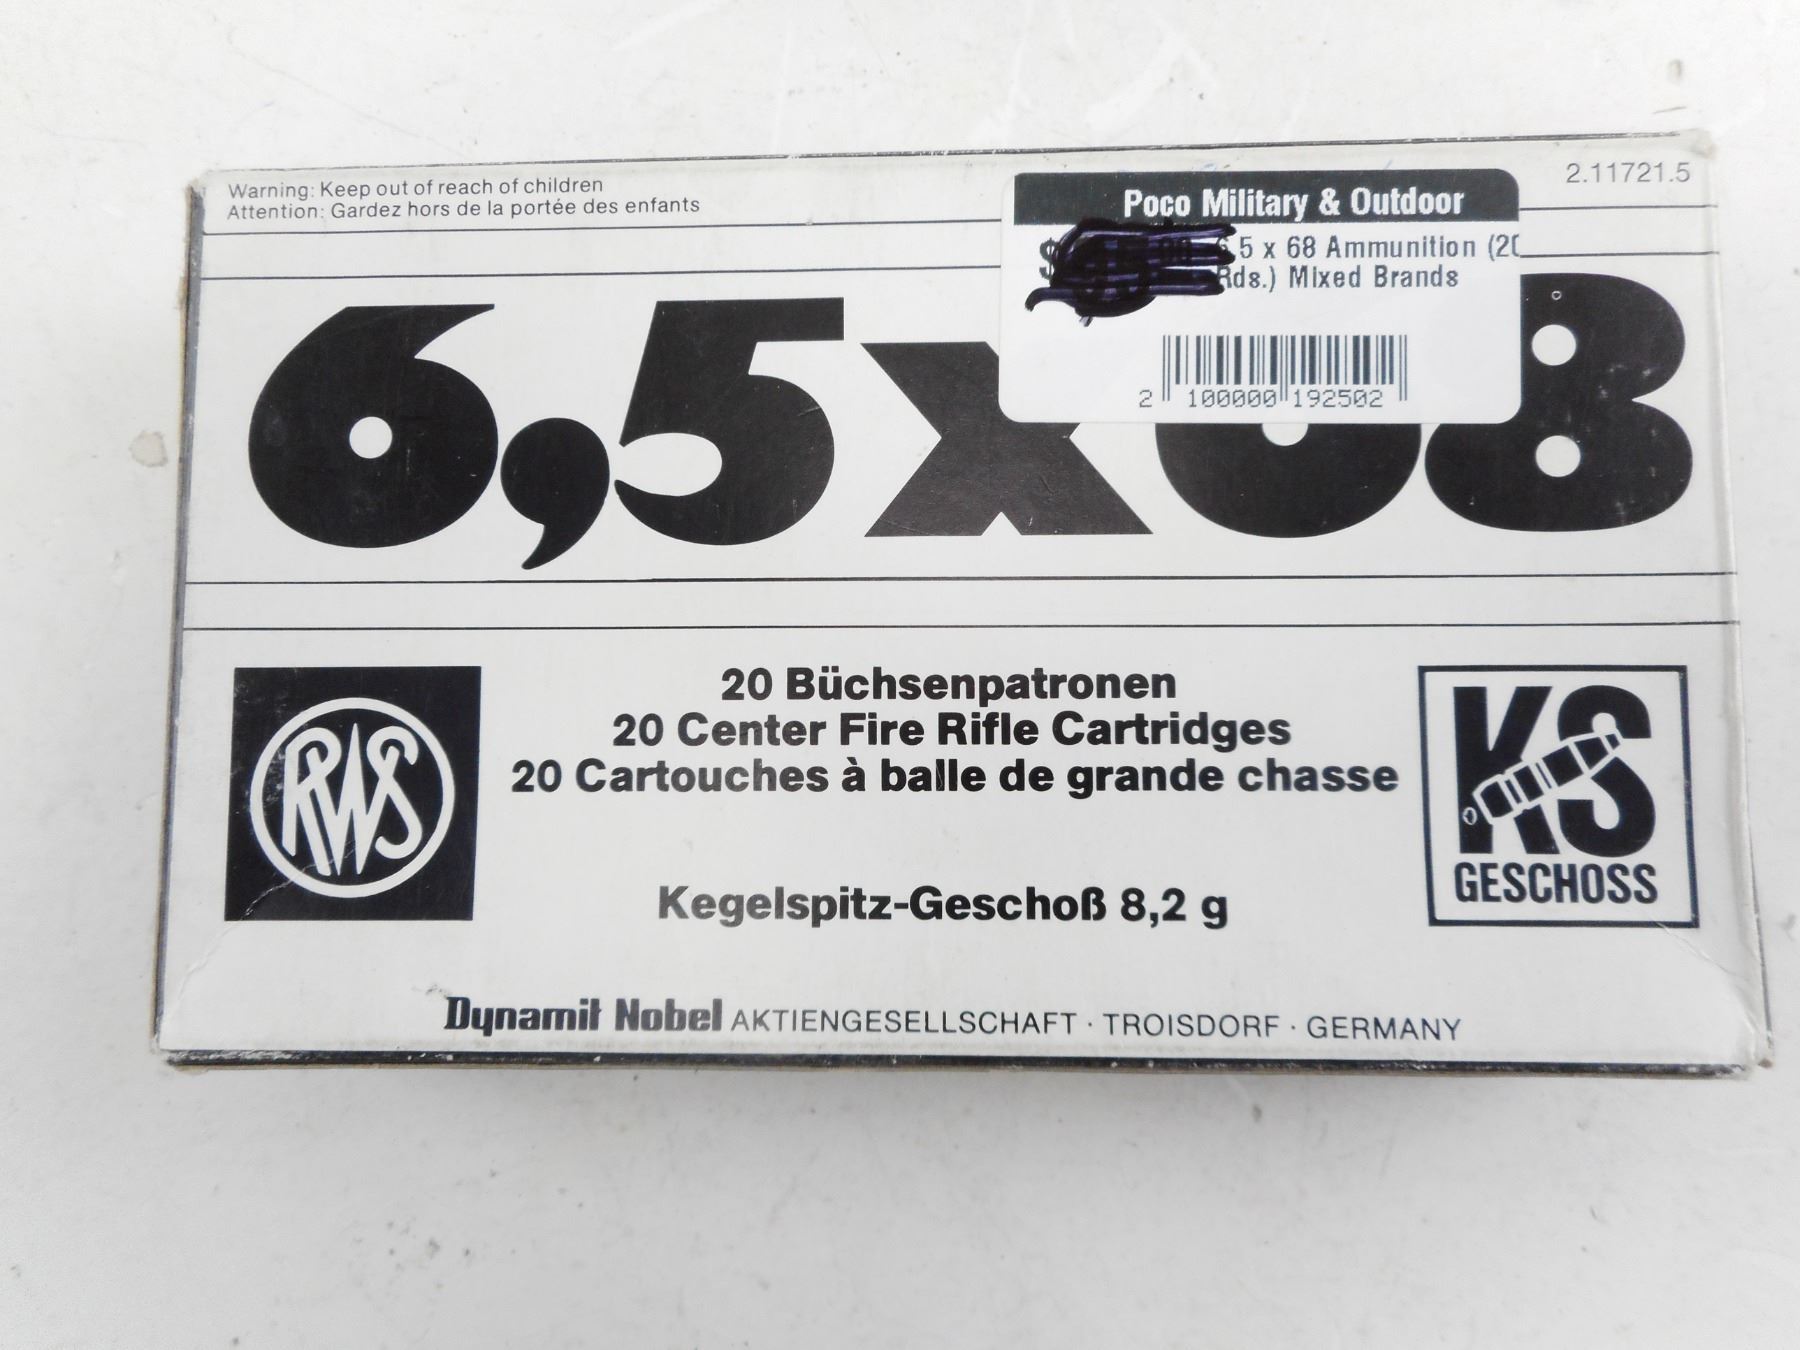 Warning: Keep out of reach of children
Attention: Gardez hors de la portée des enfants
2.11721.5
Poco Military & Outdoor
$ .5 x 68 Ammunition (20
Rds.) Mixed Brands
2 100000 192502
6,5x68
RWS
20 Büchsenpatronen
20 Center Fire Rifle Cartridges
20 Cartouches à balle de grande chasse
Kegelspitz-Geschoß 8,2 g
KS
GESCHOSS
Dynamit Nobel AKTIENGESELLSCHAFT · TROISDORF · GERMANY